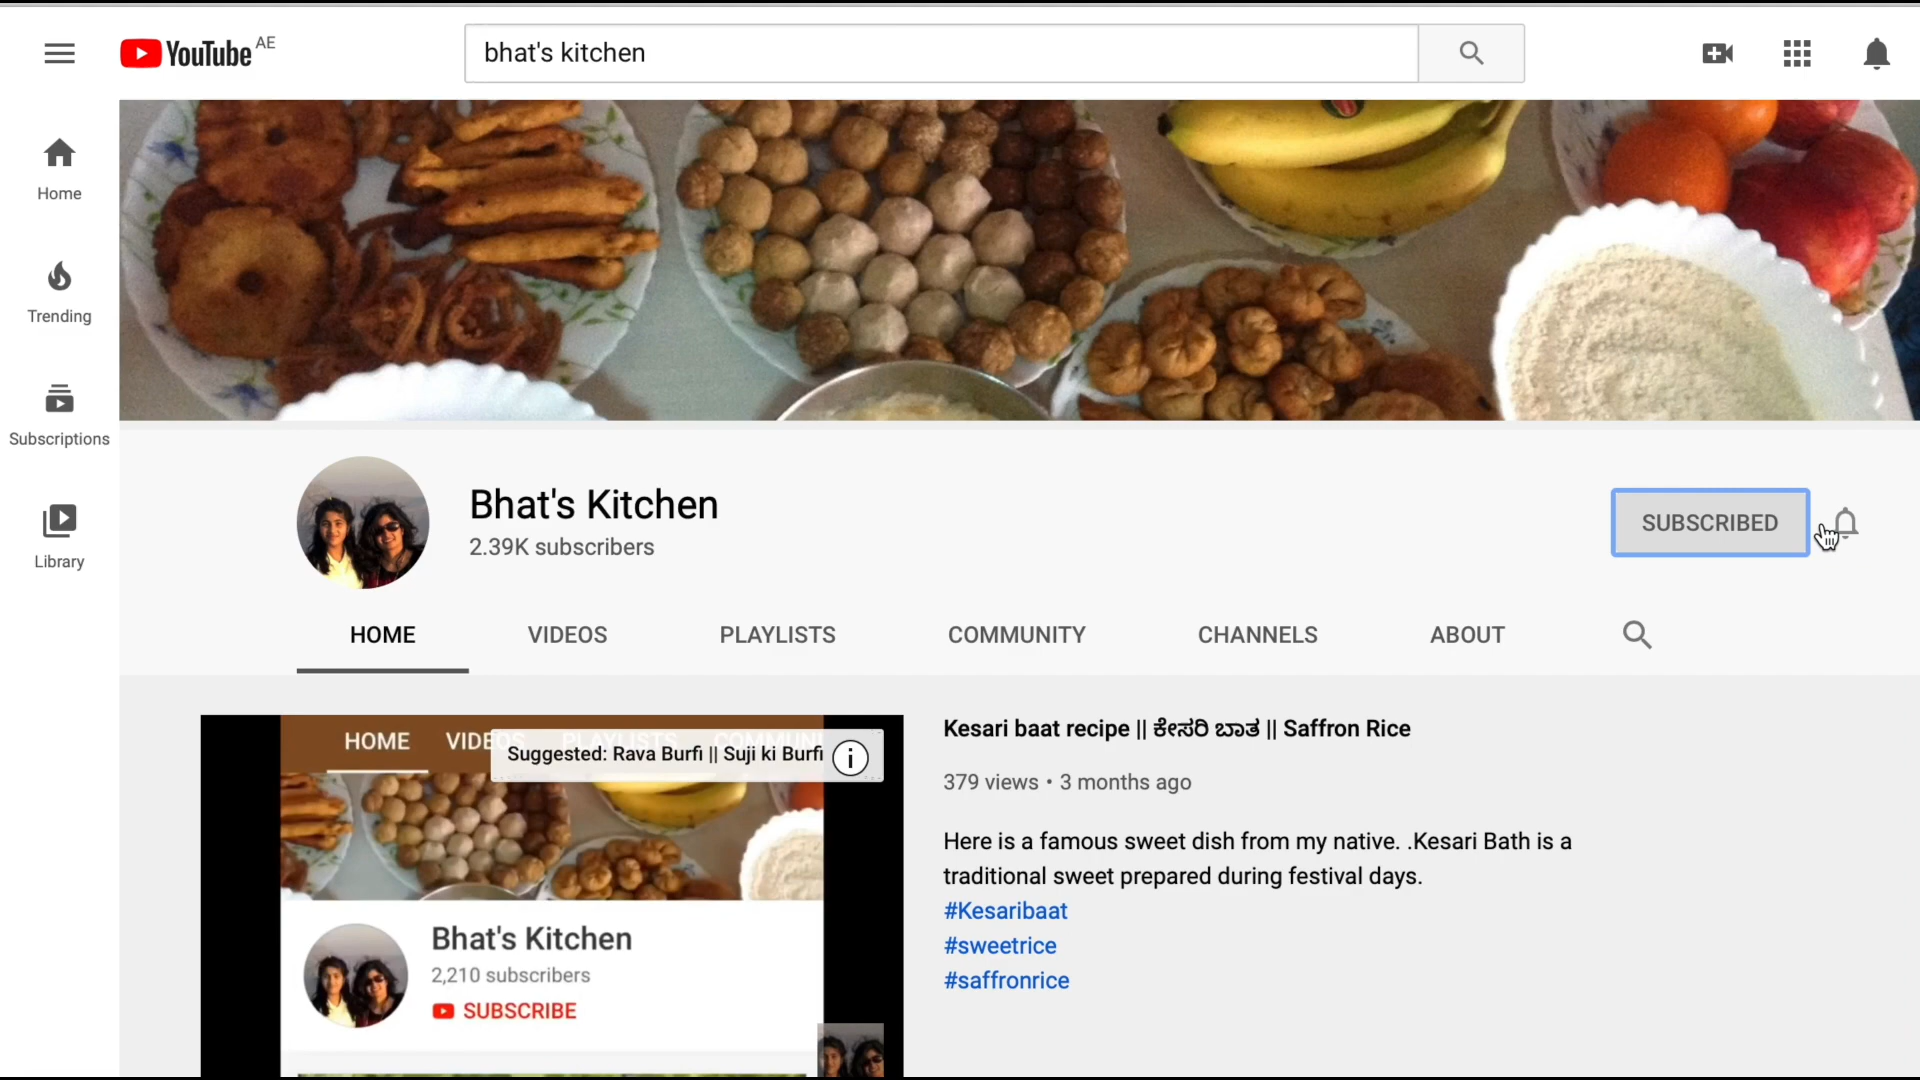 YouTube AE
bhat's kitchen
Home
Trending
Subscriptions
Library
Bhat's Kitchen
2.39K subscribers
SUBSCRIBED
HOME VIDEOS PLAYLISTS COMMUNITY CHANNELS ABOUT
HOME VIDEOS PLAYLISTS
Suggested: Rava Burfi || Suji ki Burfi
Bhat's Kitchen
2,210 subscribers
SUBSCRIBE
Kesari baat recipe || ಕೇಸರಿ ಬಾತ || Saffron Rice
379 views • 3 months ago
Here is a famous sweet dish from my native. .Kesari Bath is a
traditional sweet prepared during festival days.
#Kesaribaat
#sweetrice
#saffronrice